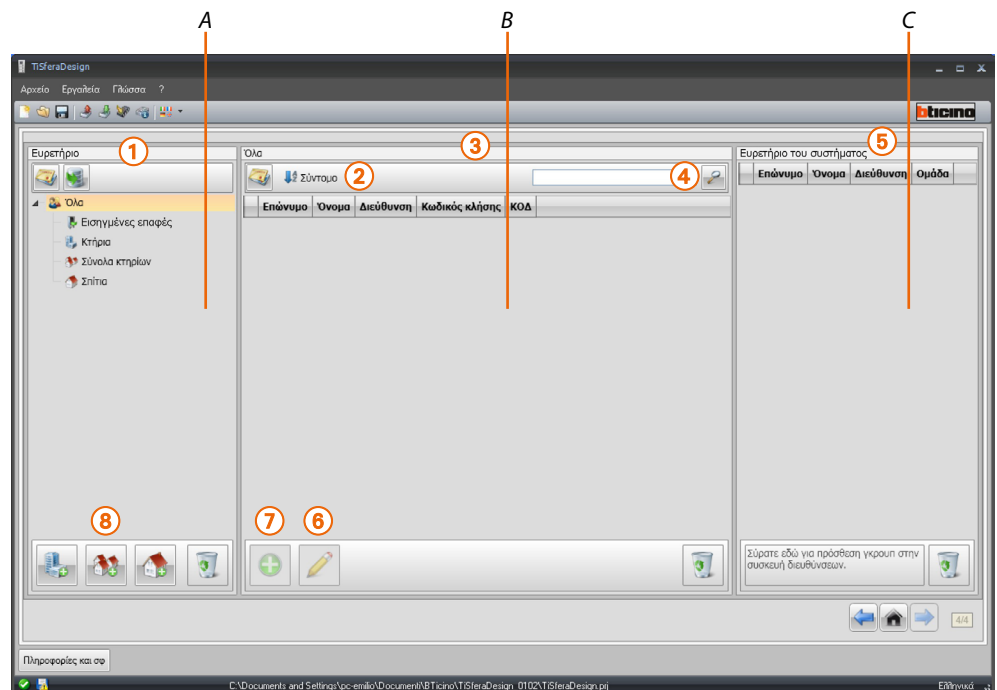 A B C
TiSferaDesign
Αρχείο Εργαλεία Γλώσσα ?
bticino
Ευρετήριο 1
Όλα 3
Ευρετήριο του συστήματος 5
Σύντομο 2 4
Επώνυμο Όνομα Διεύθυνση Ομάδα
Όλα
Επώνυμο Όνομα Διεύθυνση Κωδικός κλήσης ΚΟΔ
Εισηγμένες επαφές
Κτήρια
Σύνολα κτηρίων
Σπίτια
8 7 6
Σύρατε εδώ για πρόσθεση γκρουπ στην
συσκευή διευθύνσεων.
4/4
Πληροφορίες και σφ
C:\Documents and Settings\pc-emilio\Documenti\BTicino\TiSferaDesign_0102\TiSferaDesign.prj
Ελληνικά